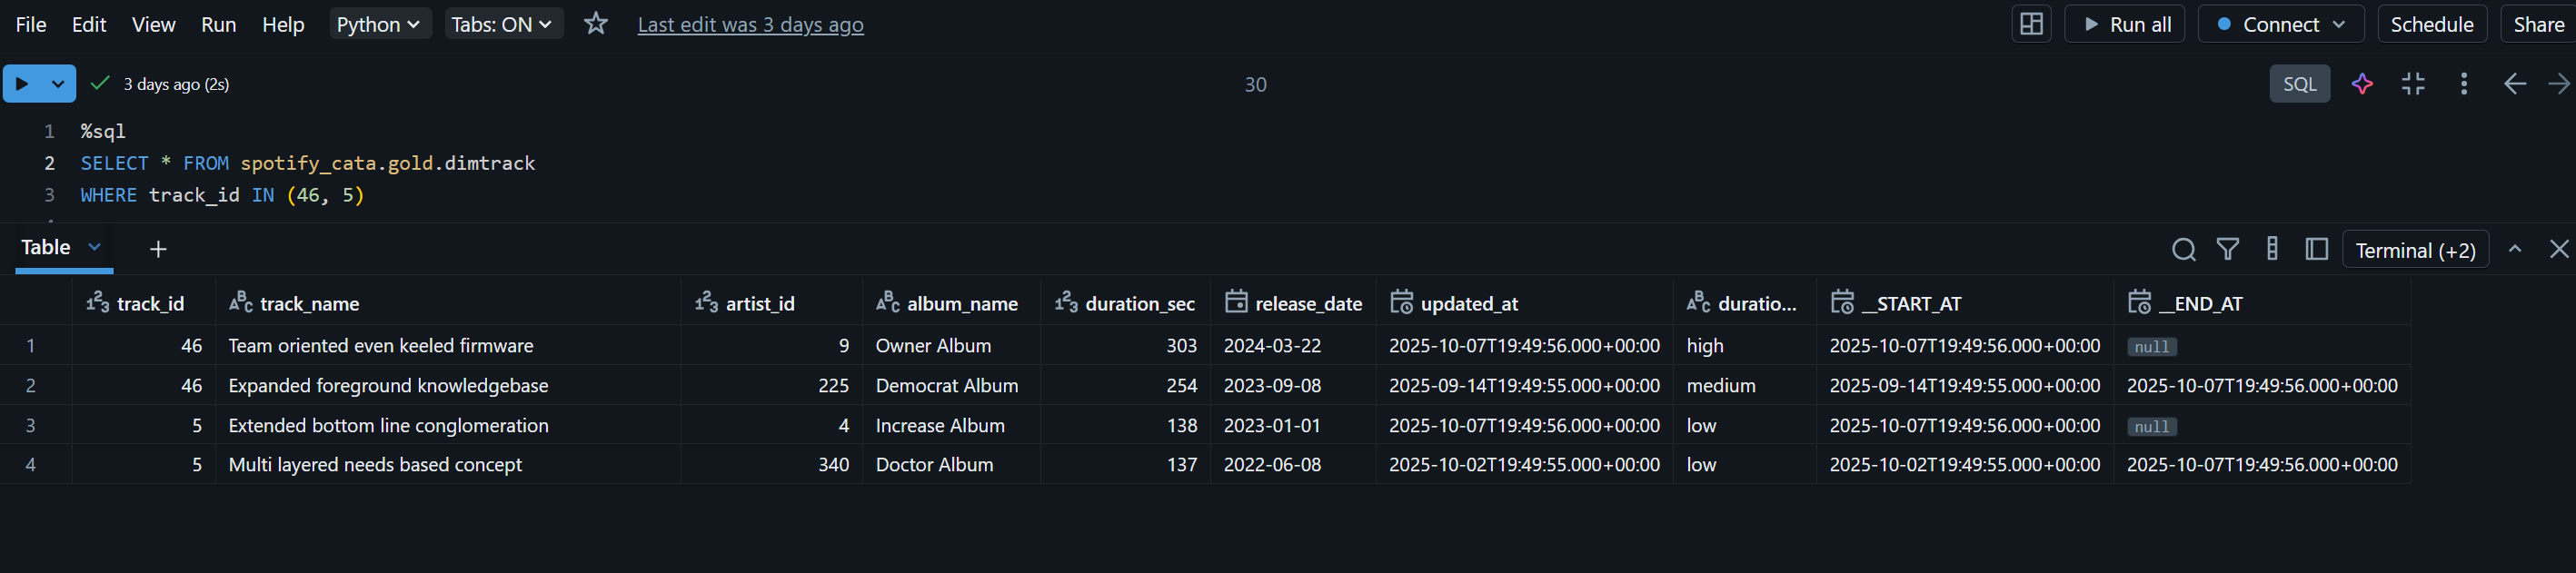 File Edit View Run Help Python Tabs: ON Last edit was 3 days ago Run all Connect Schedule Share
3 days ago (2s) 30 SQL
1 %sql
2 SELECT * FROM spotify_cata.gold.dimtrack
3 WHERE track_id IN (46, 5)
Table + Terminal (+2)
track_id track_name artist_id album_name duration_sec release_date updated_at duratio... __START_AT __END_AT
1 46 Team oriented even keeled firmware 9 Owner Album 303 2024-03-22 2025-10-07T19:49:56.000+00:00 high 2025-10-07T19:49:56.000+00:00 null
2 46 Expanded foreground knowledgebase 225 Democrat Album 254 2023-09-08 2025-09-14T19:49:55.000+00:00 medium 2025-09-14T19:49:55.000+00:00 2025-10-07T19:49:56.000+00:00
3 5 Extended bottom line conglomeration 4 Increase Album 138 2023-01-01 2025-10-07T19:49:56.000+00:00 low 2025-10-07T19:49:56.000+00:00 null
4 5 Multi layered needs based concept 340 Doctor Album 137 2022-06-08 2025-10-02T19:49:55.000+00:00 low 2025-10-02T19:49:55.000+00:00 2025-10-07T19:49:56.000+00:00